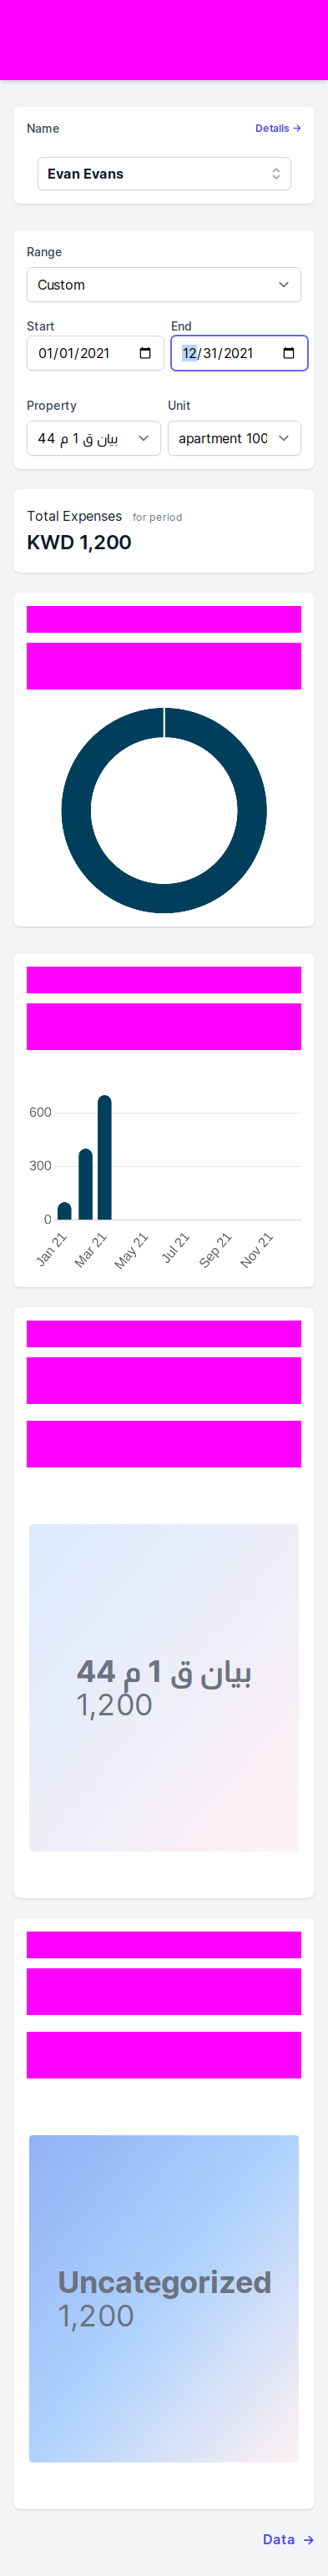 Name
Details →
Evan Evans
Range
Custom
Start
End
01/01/2021
12/31/2021
Property
Unit
بيان ق 1 م 44
apartment 100
Total Expenses for period
KWD 1,200
600
300
0
Jan 21
Mar 21
May 21
Jul 21
Sep 21
Nov 21
بيان ق 1 م 44
1,200
Uncategorized
1,200
Data →